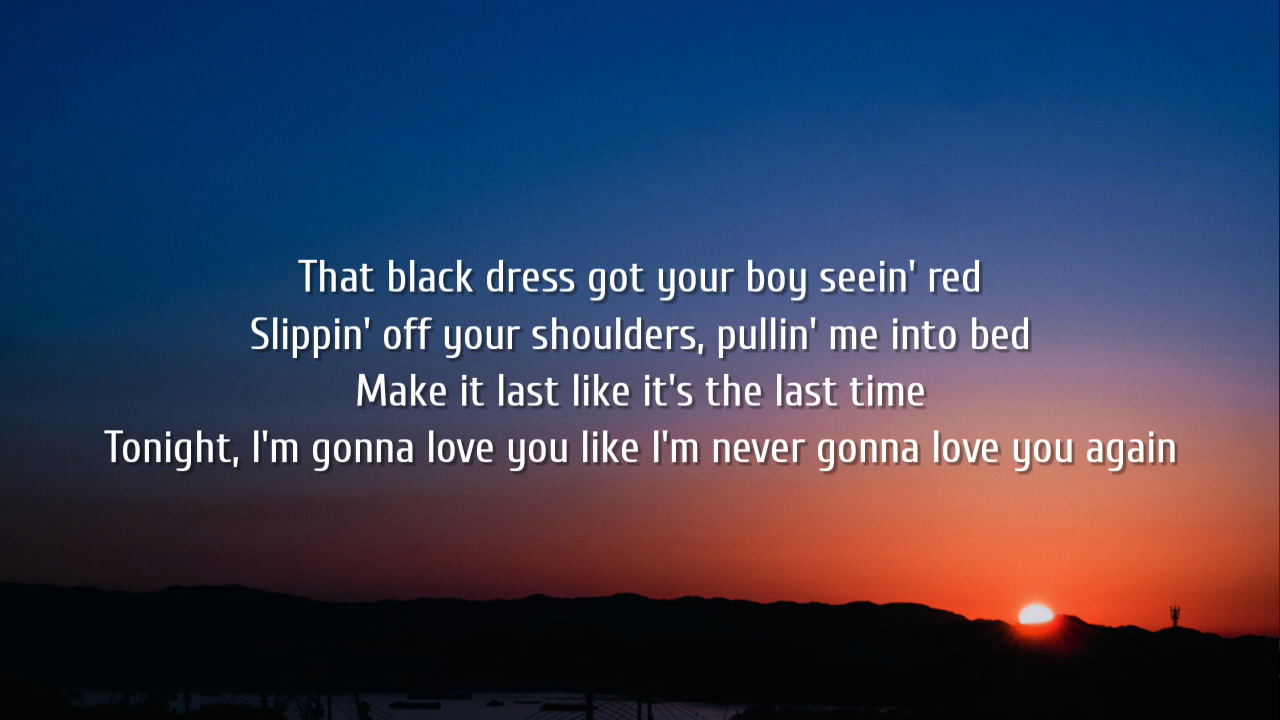 That black dress got your boy seein' red
Slippin' off your shoulders, pullin' me into bed
Make it last like it's the last time
Tonight, I'm gonna love you like I'm never gonna love you again